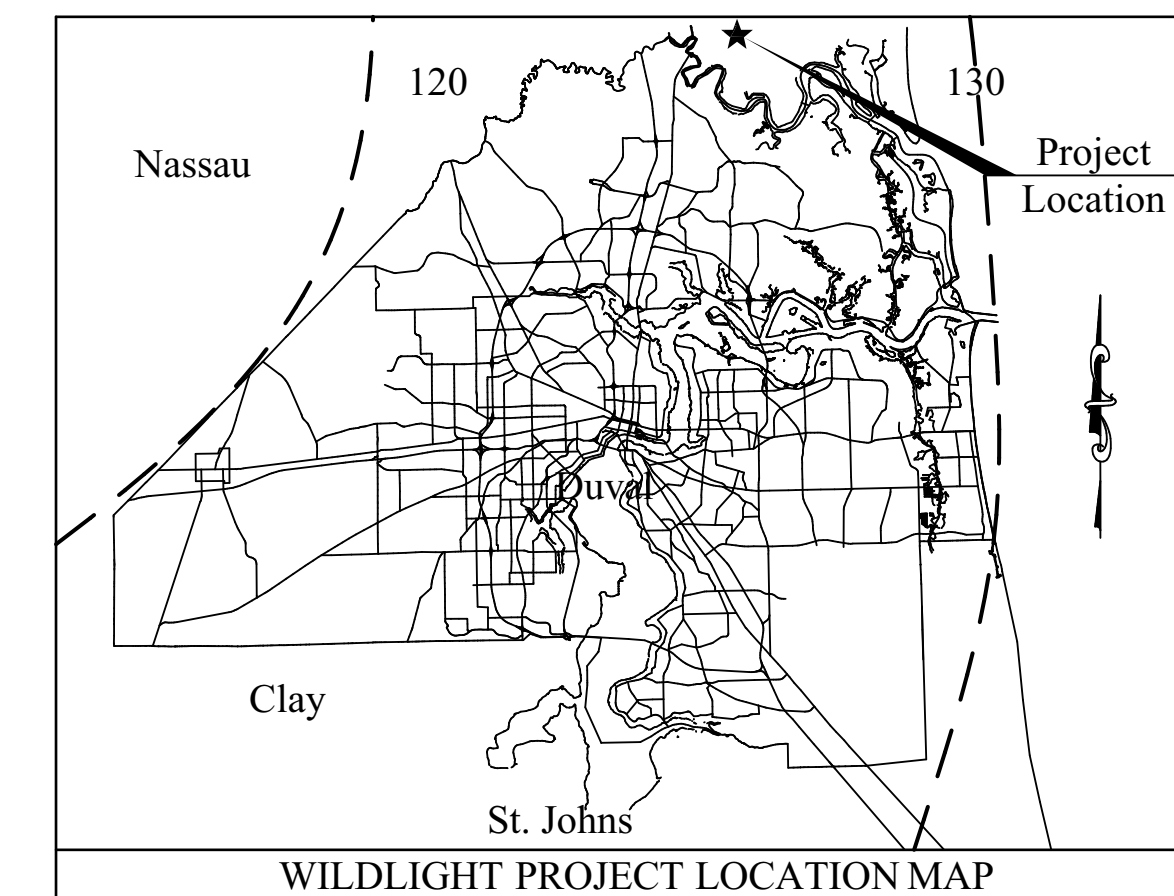 120
130
Nassau
Project
Location
Duval
Clay
St. Johns
WILDLIGHT PROJECT LOCATION MAP